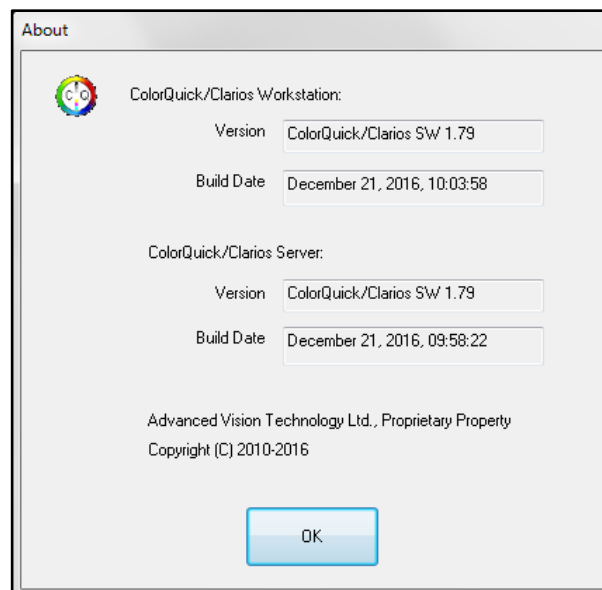 About
C Q
ColorQuick/Clarios Workstation:
Version ColorQuick/Clarios SW 1.79
Build Date December 21, 2016, 10:03:58
ColorQuick/Clarios Server:
Version ColorQuick/Clarios SW 1.79
Build Date December 21, 2016, 09:58:22
Advanced Vision Technology Ltd., Proprietary Property
Copyright (C) 2010-2016
OK